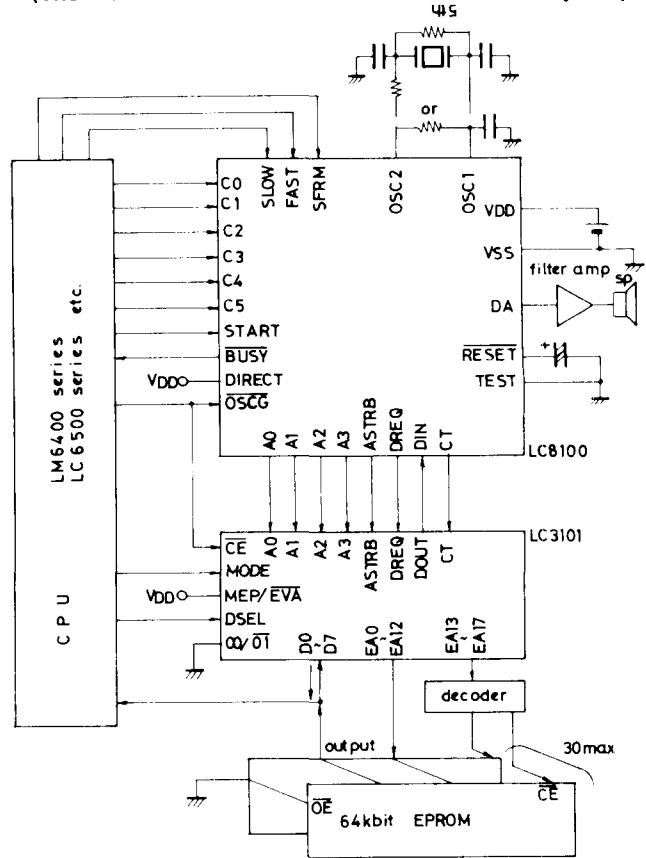 or
SLOW
FAST
SFRM
OSC2
OSC1
C0
C1
C2
C3
C4
C5
START
BUSY
DIRECT
OSCG
VDD
VSS
filter amp
sp
DA
RESET
TEST
VDD
A0
A1
A2
A3
ASTRB
DREQ
DIN
CT
LC8100
LM6400 series
LC6500 series etc.
CPU
LC3101
A0
A1
A2
A3
ASTRB
DREQ
DOUT
CT
CE
MODE
VDD
MEP/EVA
DSEL
00/01
D0
~
D7
EA0
~
EA12
EA13
~
EA17
decoder
output
30max
OE
CE
64kbit EPROM